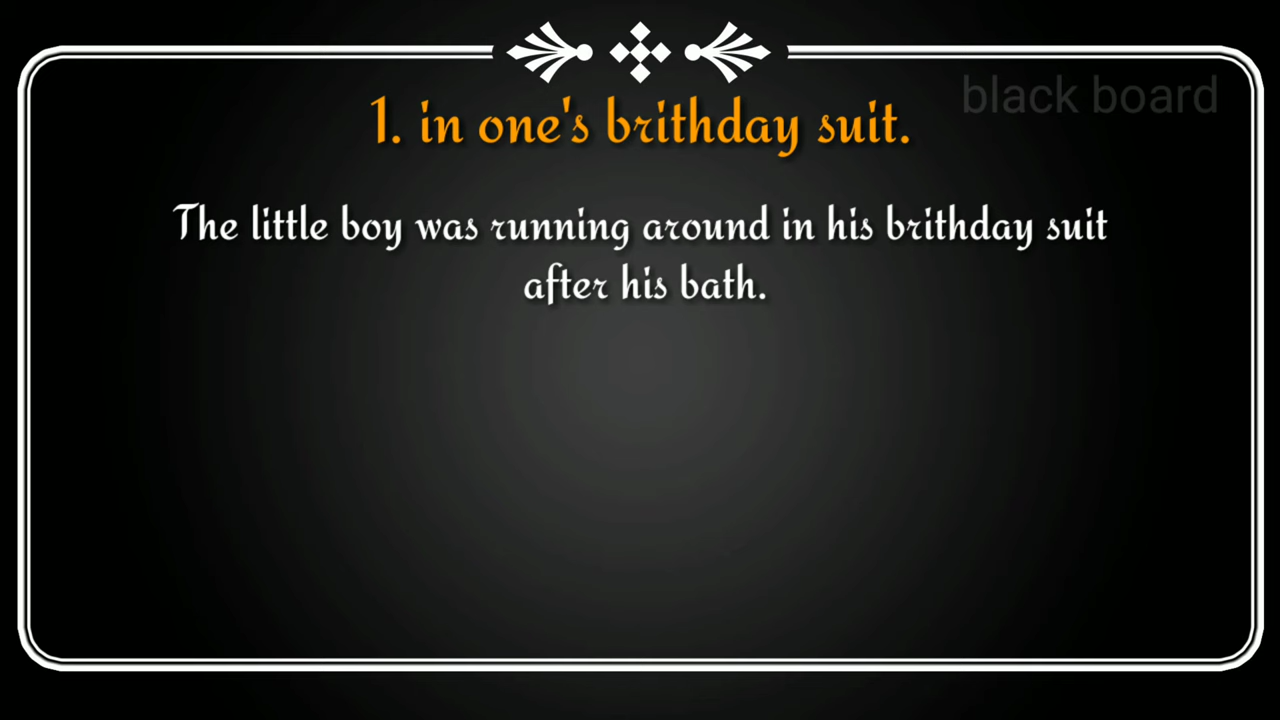 black board
1. in one's brithday suit.
The little boy was running around in his brithday suit
after his bath.